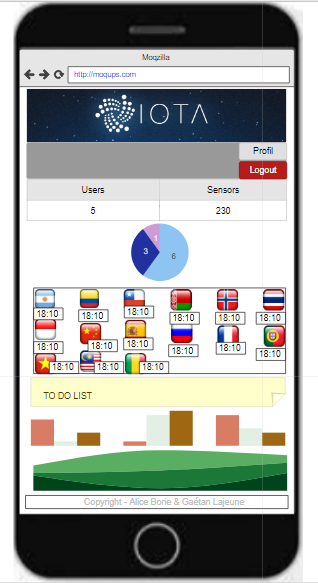 Moqzilla
http://moqups.com
IOTA
Profil
Logout
Users Sensors
5 230
1
3 6
18:10 18:10 18:10 18:10 18:10 18:10
18:10 18:10 18:10 18:10 18:10 18:10
18:10 18:10 18:10
TO DO LIST
Copyright - Alice Borie & Gaétan Lajeune